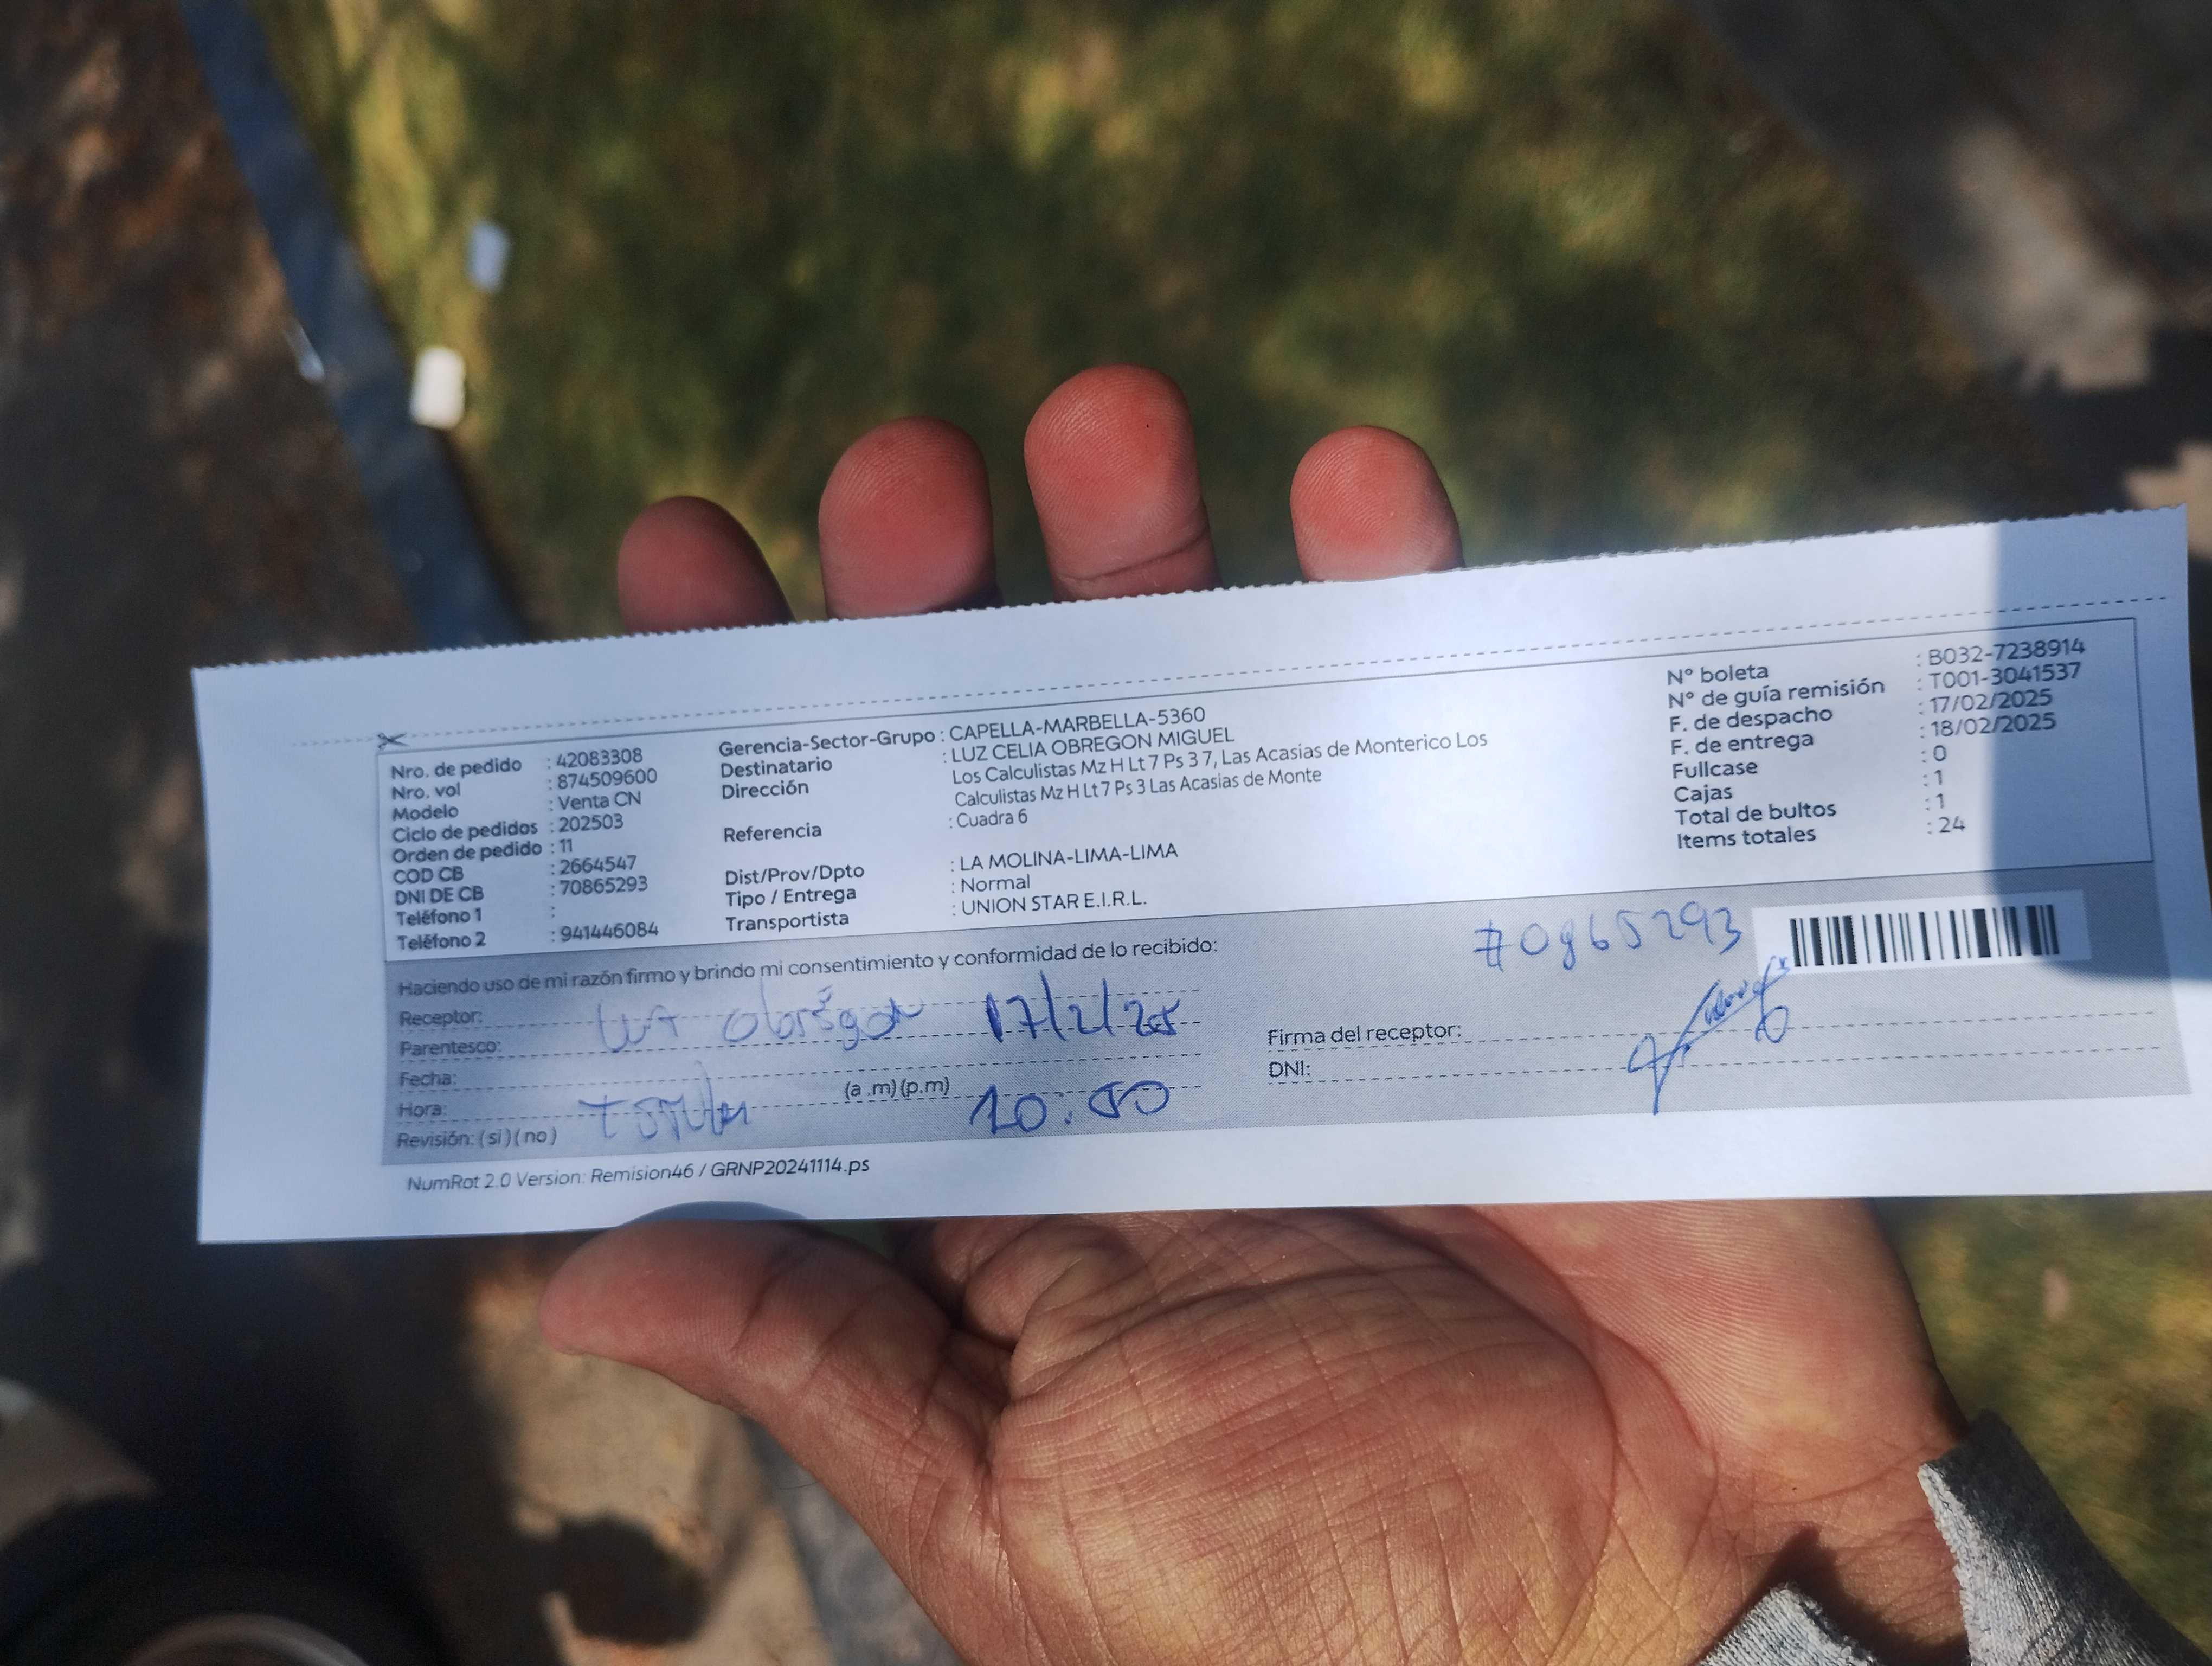 Nro. de pedido : 42083308
Nro. vol : 874509600
Modelo : Venta CN
Ciclo de pedidos : 202503
Orden de pedido : 11
COD CB : 2664547
DNI DE CB : 70865293
Teléfono 1 :
Teléfono 2 : 941446084
Gerencia-Sector-Grupo : CAPELLA-MARBELLA-5360
Destinatario : LUZ CELIA OBREGON MIGUEL
Dirección Los Calculistas Mz H Lt 7 Ps 3 7, Las Acasias de Monterico Los
Calculistas Mz H Lt 7 Ps 3 Las Acasias de Monte
Referencia : Cuadra 6
Dist/Prov/Dpto : LA MOLINA-LIMA-LIMA
Tipo / Entrega : Normal
Transportista : UNION STAR E.I.R.L.
N° boleta : B032-7238914
N° de guía remisión : T001-3041537
F. de despacho : 17/02/2025
F. de entrega : 18/02/2025
Fullcase : 0
Cajas : 1
Total de bultos : 1
Items totales : 24
Haciendo uso de mi razón firmo y brindo mi consentimiento y conformidad de lo recibido:
Receptor: Obregon 17/2/25
Parentesco:
Fecha:
Hora: (a .m) (p.m) 10:00
Revisión: ( si ) ( no )
Firma del receptor:
DNI:
NumRot 2.0 Version: Remision46 / GRNP20241114.ps